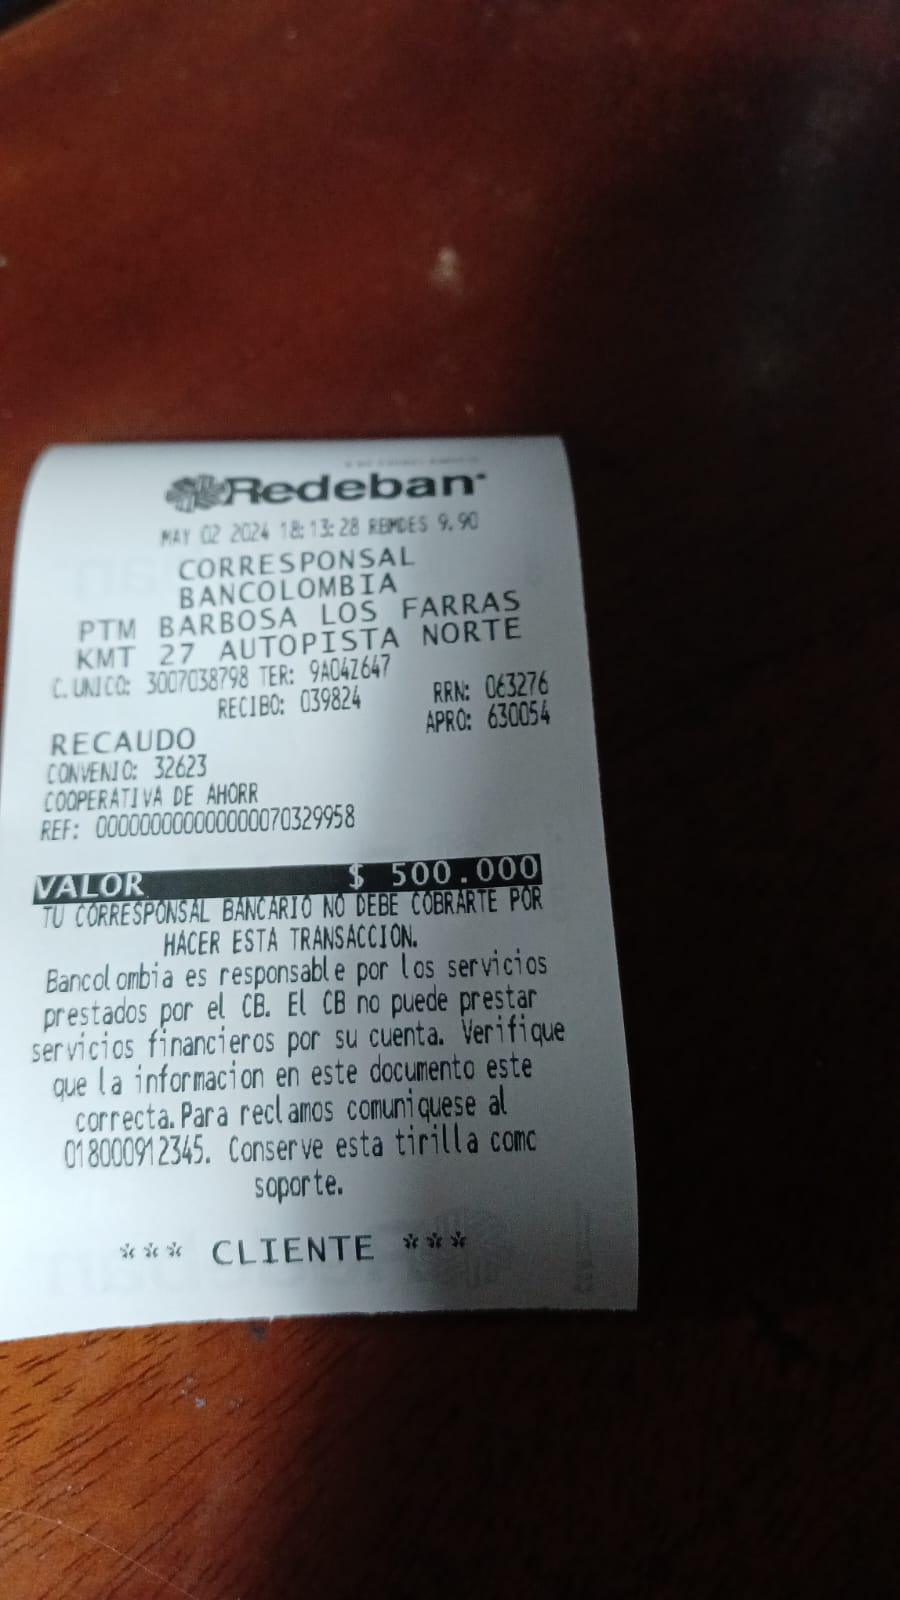 Redeban
MAY 02 2024 18:13:28 RBMDES 9.90
CORRESPONSAL
BANCOLOMBIA
PTM BARBOSA LOS FARRAS
KMT 27 AUTOPISTA NORTE
C. UNICO: 3007038798 TER: 9A04Z647
RECIBO: 039824 RRN: 063276
RECAUDO APRO: 630054
CONVENIO: 32623
COOPERATIVA DE AHORR
REF: 000000000000000070329958
VALOR $ 500.000
TU CORRESPONSAL BANCARIO NO DEBE COBRARTE POR
HACER ESTA TRANSACCION.
Bancolombia es responsable por los servicios
prestados por el CB. El CB no puede prestar
servicios financieros por su cuenta. Verifique
que la informacion en este documento este
correcta. Para reclamos comuniquese al
018000912345. Conserve esta tirilla como
soporte.
*** CLIENTE ***